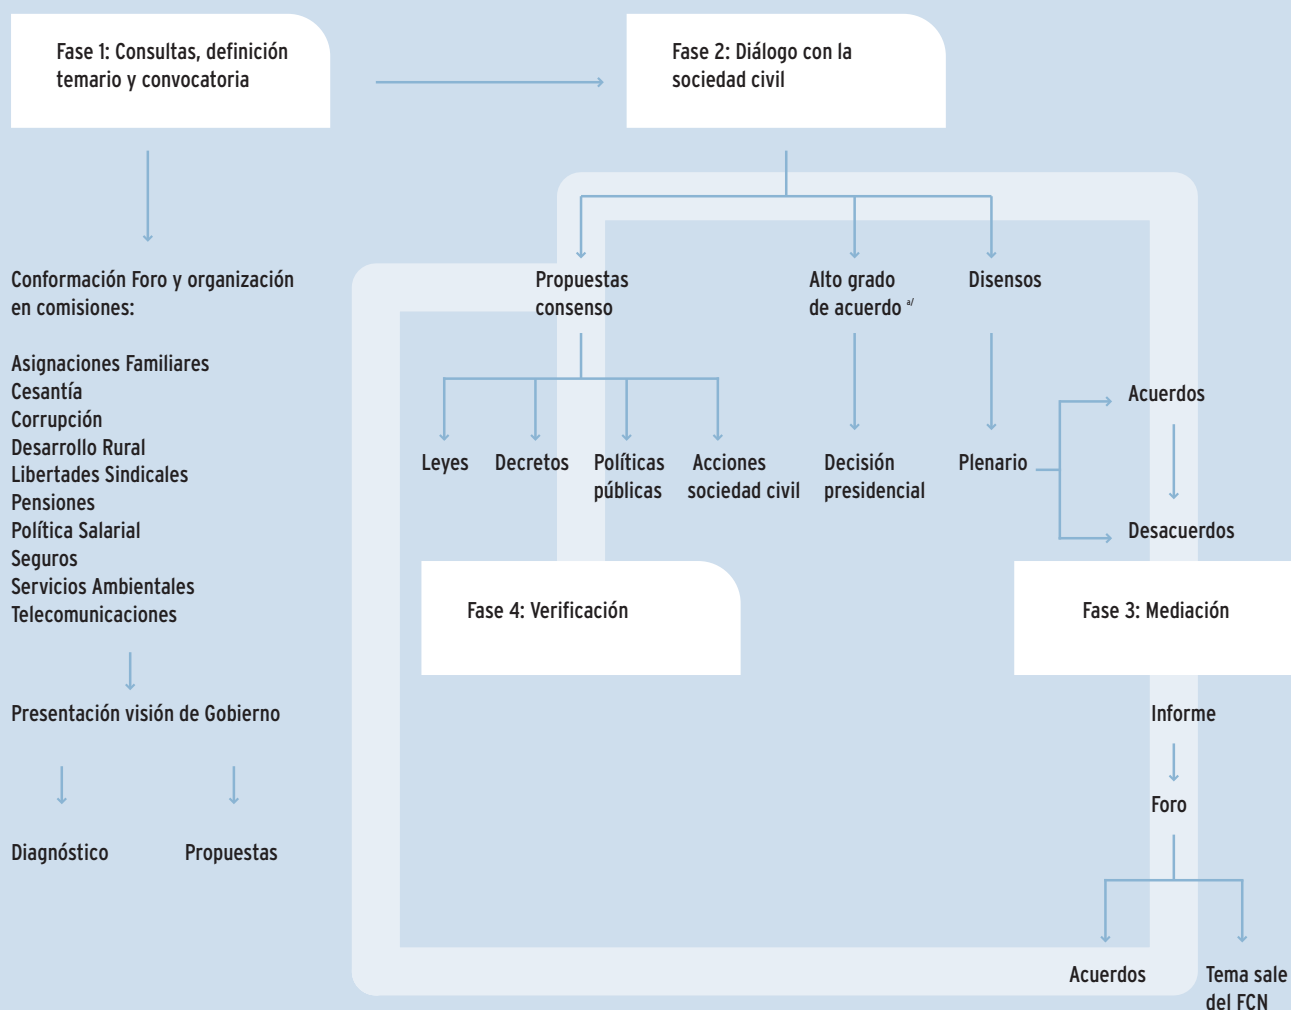 Fase 1: Consultas, definición
temario y convocatoria
Fase 2: Diálogo con la
sociedad civil
Conformación Foro y organización
en comisiones:
Asignaciones Familiares
Cesantía
Corrupción
Desarrollo Rural
Libertades Sindicales
Pensiones
Política Salarial
Seguros
Servicios Ambientales
Telecomunicaciones
Presentación visión de Gobierno
Diagnóstico
Propuestas
Propuestas
consenso
Alto grado
de acuerdo a/
Disensos
Leyes
Decretos
Políticas
públicas
Acciones
sociedad civil
Decisión
presidencial
Plenario
Acuerdos
Desacuerdos
Fase 4: Verificación
Fase 3: Mediación
Informe
Foro
Acuerdos
Tema sale
del FCN